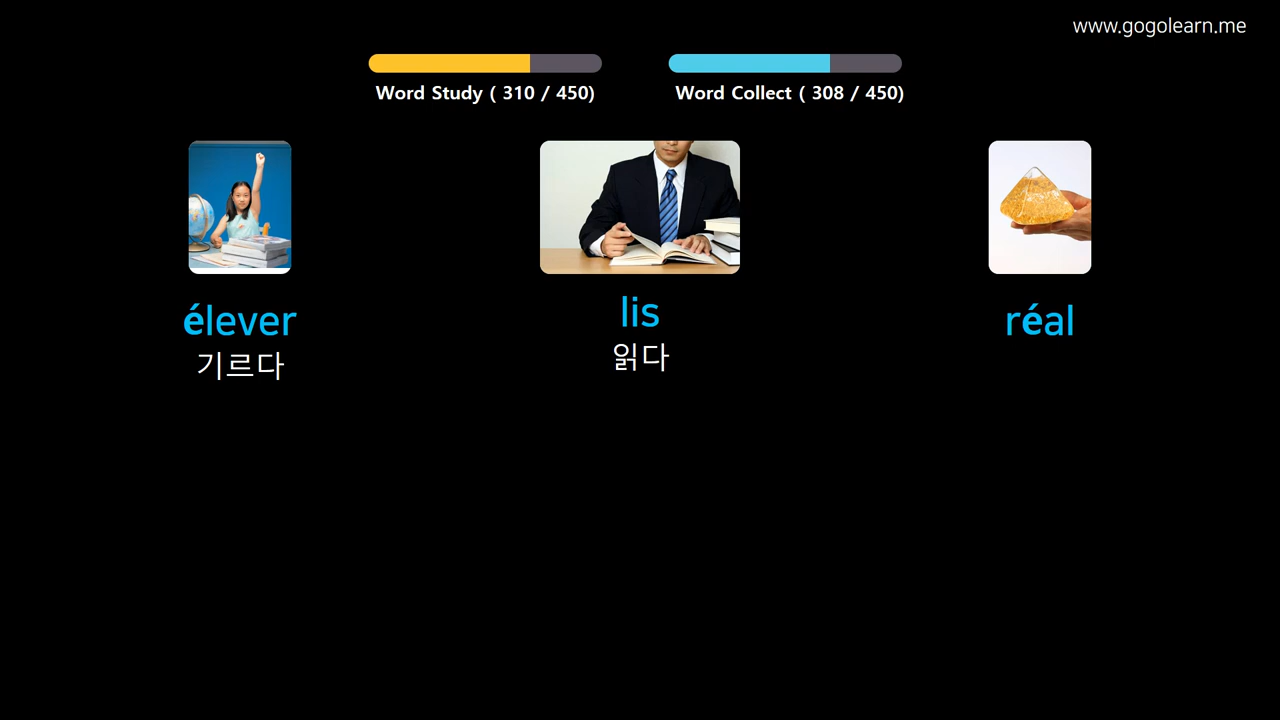 www.gogolearn.me
Word Study ( 310 / 450)
Word Collect ( 308 / 450)
élever
기르다
lis
읽다
réal